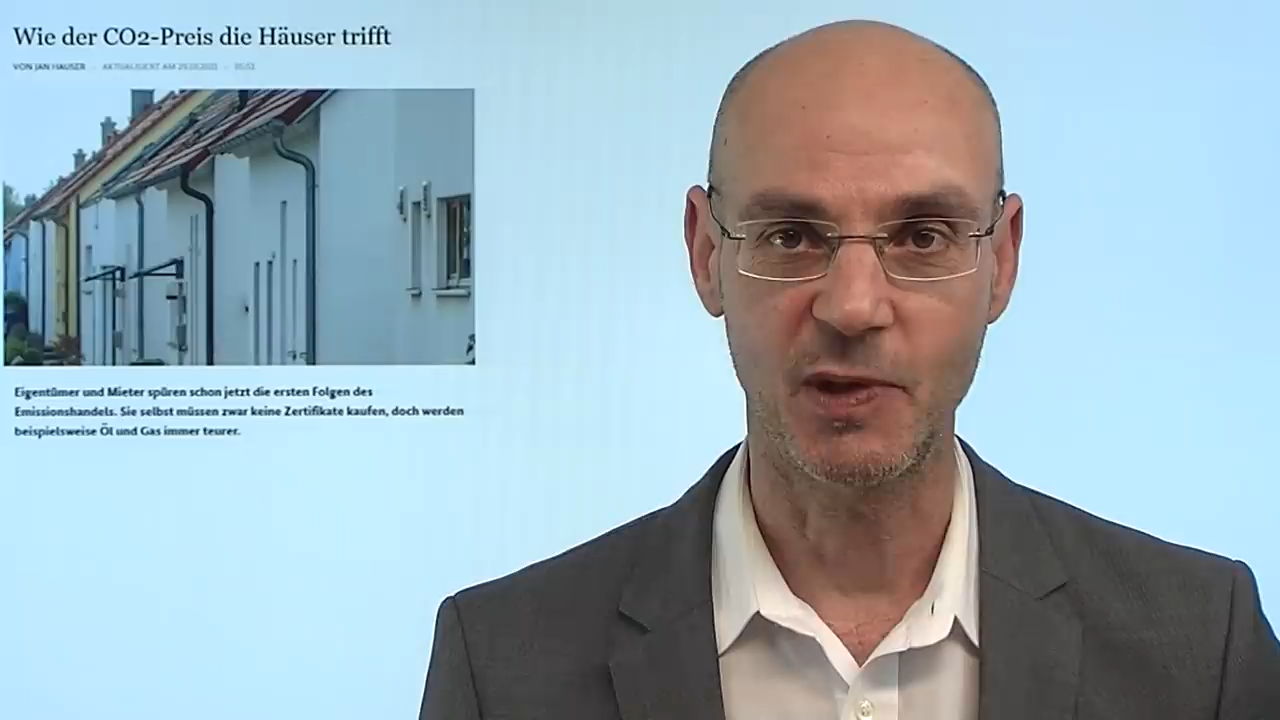 Wie der CO2-Preis die Häuser trifft
VON JAN HAUSER
Eigentümer und Mieter spüren schon jetzt die ersten Folgen des
Emissionshandels. Sie selbst müssen zwar keine Zertifikate kaufen, doch werden
beispielsweise Öl und Gas immer teurer.